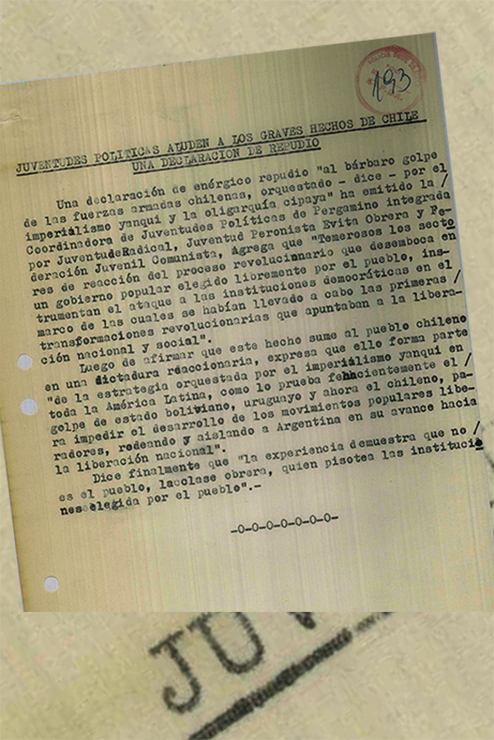 193
JUVENTUDES POLITICAS ALUDEN A LOS GRAVES HECHOS DE CHILE
UNA DECLARACION DE REPUDIO
Una declaración de enérgico repudio "al bárbaro golpe
de las fuerzas armadas chilenas, orquestado - dice - por el
imperiálismo yanqui y la oligarquía cipaya" ha emitido la /
Coordinadora de Juventudes Políticas de Pergamino integrada
por JuventudeRadical, Juventud Peronista Evita Obrera y Fe-
deración Juvenil Comunista, Agrega que "Temerosos los secto
res de reacción del proceso revolucimnario que desemboca en
un gobierno popular elegido libremente por el pueblo, ins-
trumentan el ataque a las instituciones democráticas en el
marco de las cuales se habían llevado a cabo las primeras /
transformaciones revolucionarias que apuntaban a la libera-
ción nacional y social".
Luego de afirmar que este hecho sume al pueblo chileno
en una dictadura reaccionaria, expresa que ello forma parte
"de la estrategia orquestada por el imperiálismo yanqui en
toda la América Latina, como lo prueba fehacientemente el /
golpe de estado boliviano, uruguayo y ahora el chileno, pa-
ra impedir el desarrollo de los movimientos populares libe-
radores, redeando y aislando a Argentina en su avance hacia
la liberación nacional".
Dice finalmente que "la experiencia demuestra que no /
es el pueblo, laclase obrera, quien pisotea las institucio
nes elegida por el pueblo".-
-0-0-0-0-0-0-0-
JUV